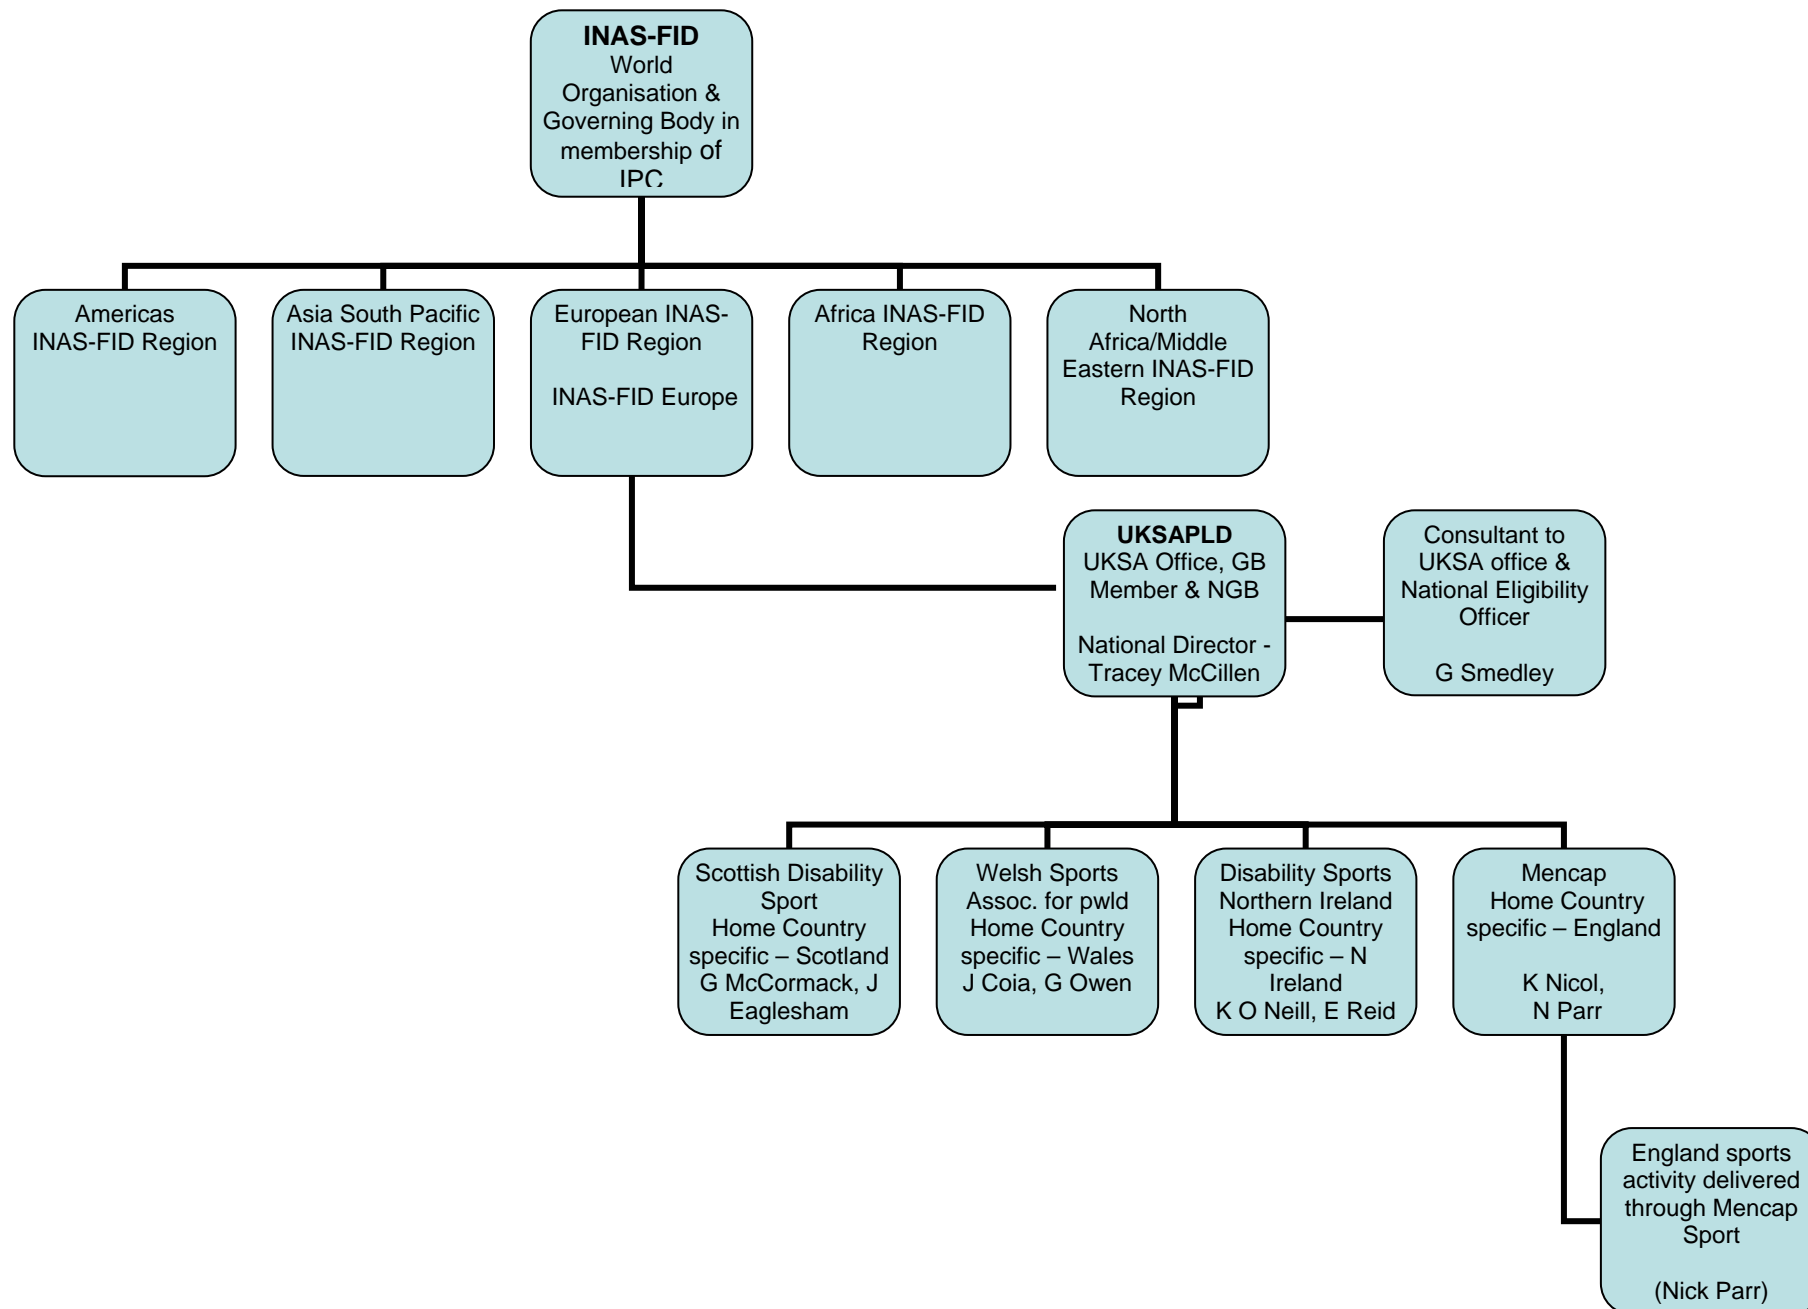 INAS-FID
World
Organisation &
Governing Body in
membership of
IPC
Americas
INAS-FID Region
Asia South Pacific
INAS-FID Region
European INAS-
FID Region
INAS-FID Europe
Africa INAS-FID
Region
North
Africa/Middle
Eastern INAS-FID
Region
UKSAPLD
UKSA Office, GB
Member & NGB
National Director -
Tracey McCillen
Consultant to
UKSA office &
National Eligibility
Officer
G Smedley
Scottish Disability
Sport
Home Country
specific – Scotland
G McCormack, J
Eaglesham
Welsh Sports
Assoc. for pwld
Home Country
specific – Wales
J Coia, G Owen
Disability Sports
Northern Ireland
Home Country
specific – N
Ireland
K O Neill, E Reid
Mencap
Home Country
specific – England
K Nicol,
N Parr
England sports
activity delivered
through Mencap
Sport
(Nick Parr)